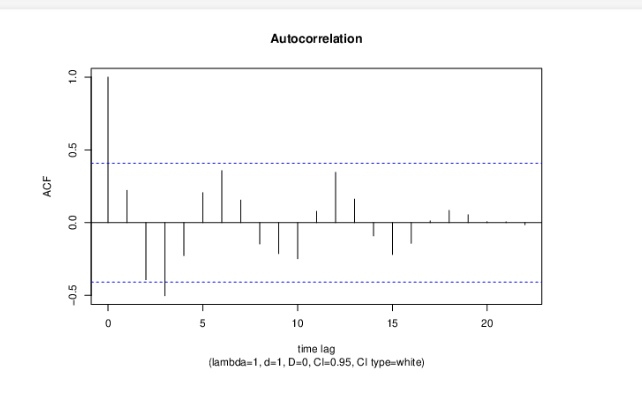 Autocorrelation
ACF
1.0
0.5
0.0
−0.5
0 5 10 15 20
time lag
(lambda=1, d=1, D=0, CI=0.95, CI type=white)